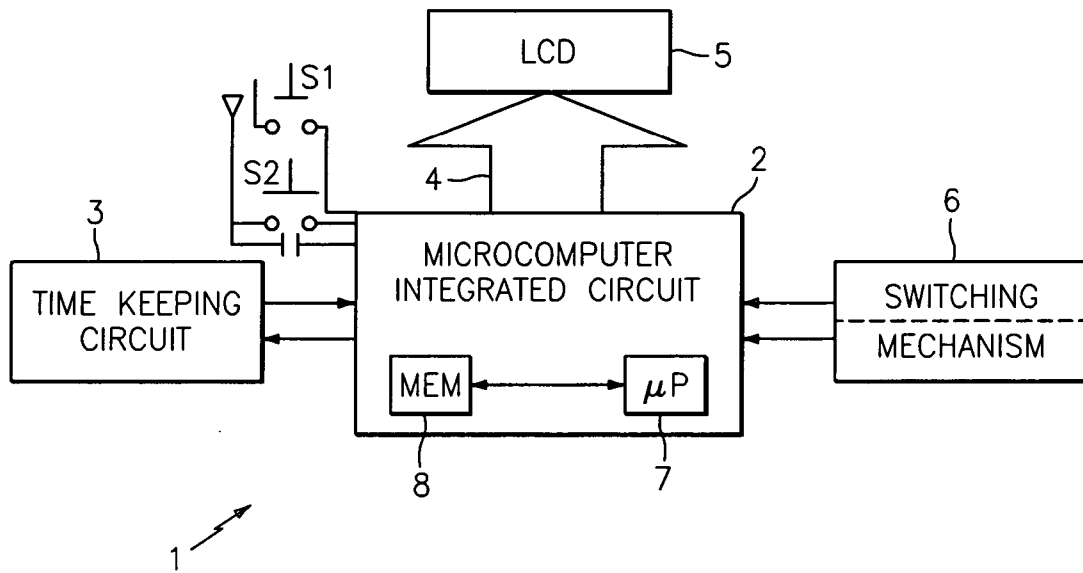 LCD
5
S1
S2
4
2
3
6
TIME KEEPING
CIRCUIT
MICROCOMPUTER
INTEGRATED CIRCUIT
SWITCHING
MECHANISM
MEM
μP
8
7
1